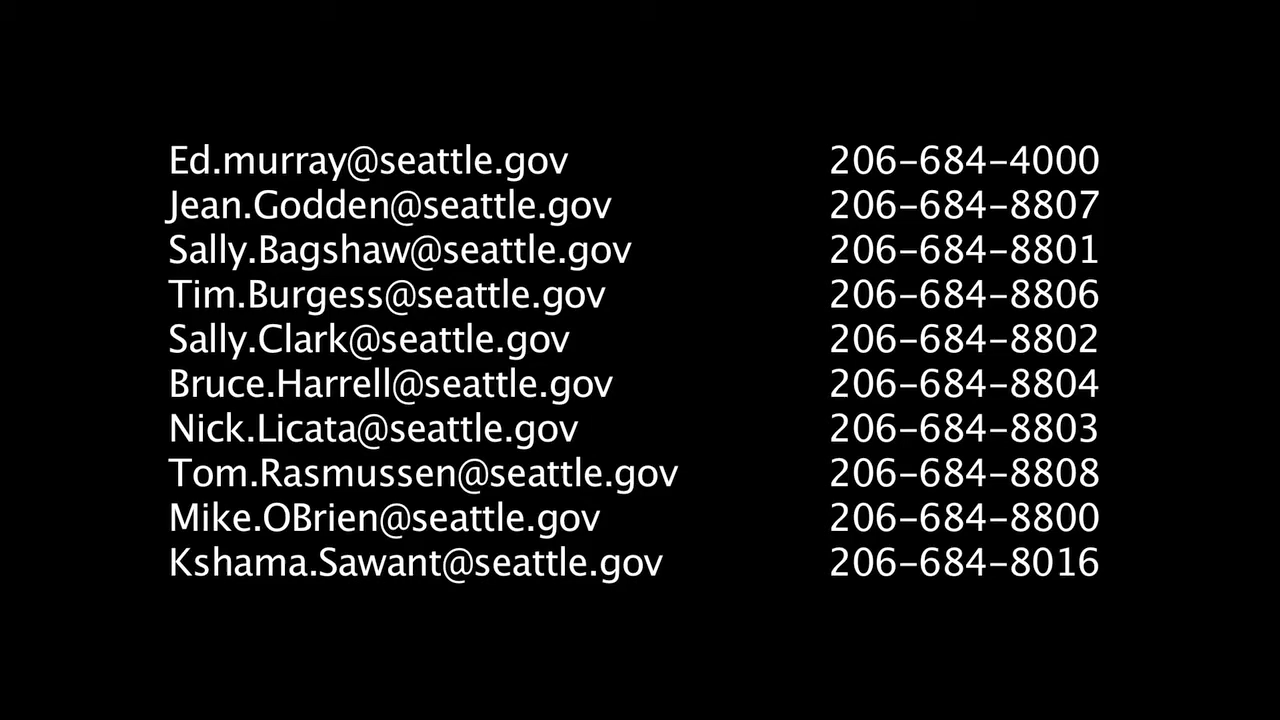 Ed.murray@seattle.gov 206-684-4000
Jean.Godden@seattle.gov 206-684-8807
Sally.Bagshaw@seattle.gov 206-684-8801
Tim.Burgess@seattle.gov 206-684-8806
Sally.Clark@seattle.gov 206-684-8802
Bruce.Harrell@seattle.gov 206-684-8804
Nick.Licata@seattle.gov 206-684-8803
Tom.Rasmussen@seattle.gov 206-684-8808
Mike.OBrien@seattle.gov 206-684-8800
Kshama.Sawant@seattle.gov 206-684-8016